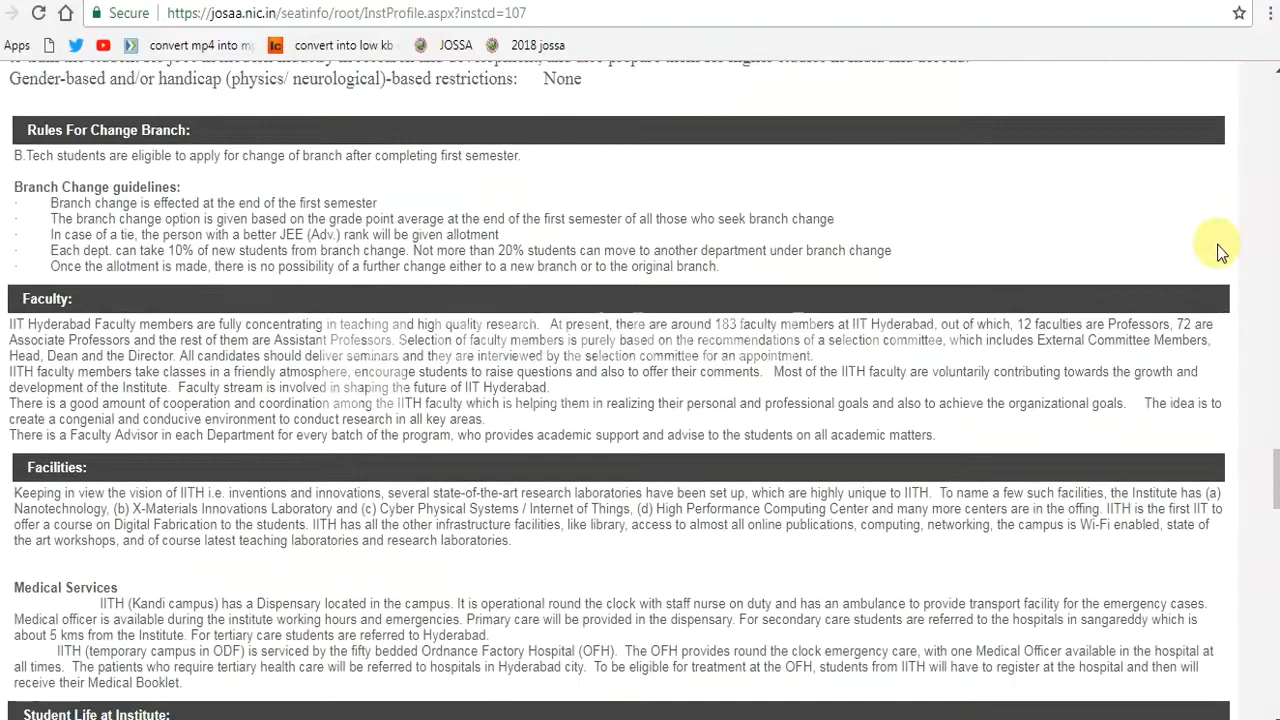 Secure https://josaa.nic.in/seatinfo/root/InstProfile.aspx?instcd=107
Apps convert mp4 into m convert into low kb JOSSA 2018 jossa
Gender-based and/or handicap (physics/ neurological)-based restrictions: None
Rules For Change Branch:
B.Tech students are eligible to apply for change of branch after completing first semester.
Branch Change guidelines:
· Branch change is effected at the end of the first semester
· The branch change option is given based on the grade point average at the end of the first semester of all those who seek branch change
· In case of a tie, the person with a better JEE (Adv.) rank will be given allotment
· Each dept. can take 10% of new students from branch change. Not more than 20% students can move to another department under branch change
· Once the allotment is made, there is no possibility of a further change either to a new branch or to the original branch.
Faculty:
IIT Hyderabad Faculty members are fully concentrating in teaching and high quality research. At present, there are around 183 faculty members at IIT Hyderabad, out of which, 12 faculties are Professors, 72 are
Associate Professors and the rest of them are Assistant Professors. Selection of faculty members is purely based on the recommendations of a selection committee, which includes External Committee Members,
Head, Dean and the Director. All candidates should deliver seminars and they are interviewed by the selection committee for an appointment.
IITH faculty members take classes in a friendly atmosphere, encourage students to raise questions and also to offer their comments. Most of the IITH faculty are voluntarily contributing towards the growth and
development of the Institute. Faculty stream is involved in shaping the future of IIT Hyderabad.
There is a good amount of cooperation and coordination among the IITH faculty which is helping them in realizing their personal and professional goals and also to achieve the organizational goals. The idea is to
create a congenial and conducive environment to conduct research in all key areas.
There is a Faculty Advisor in each Department for every batch of the program, who provides academic support and advise to the students on all academic matters.
Facilities:
Keeping in view the vision of IITH i.e. inventions and innovations, several state-of-the-art research laboratories have been set up, which are highly unique to IITH. To name a few such facilities, the Institute has (a)
Nanotechnology, (b) X-Materials Innovations Laboratory and (c) Cyber Physical Systems / Internet of Things, (d) High Performance Computing Center and many more centers are in the offing. IITH is the first IIT to
offer a course on Digital Fabrication to the students. IITH has all the other infrastructure facilities, like library, access to almost all online publications, computing, networking, the campus is Wi-Fi enabled, state of
the art workshops, and of course latest teaching laboratories and research laboratories.
Medical Services
IITH (Kandi campus) has a Dispensary located in the campus. It is operational round the clock with staff nurse on duty and has an ambulance to provide transport facility for the emergency cases.
Medical officer is available during the institute working hours and emergencies. Primary care will be provided in the dispensary. For secondary care students are referred to the hospitals in sangareddy which is
about 5 kms from the Institute. For tertiary care students are referred to Hyderabad.
IITH (temporary campus in ODF) is serviced by the fifty bedded Ordnance Factory Hospital (OFH). The OFH provides round the clock emergency care, with one Medical Officer available in the hospital at
all times. The patients who require tertiary health care will be referred to hospitals in Hyderabad city. To be eligible for treatment at the OFH, students from IITH will have to register at the hospital and then will
receive their Medical Booklet.
Student Life at Institute: